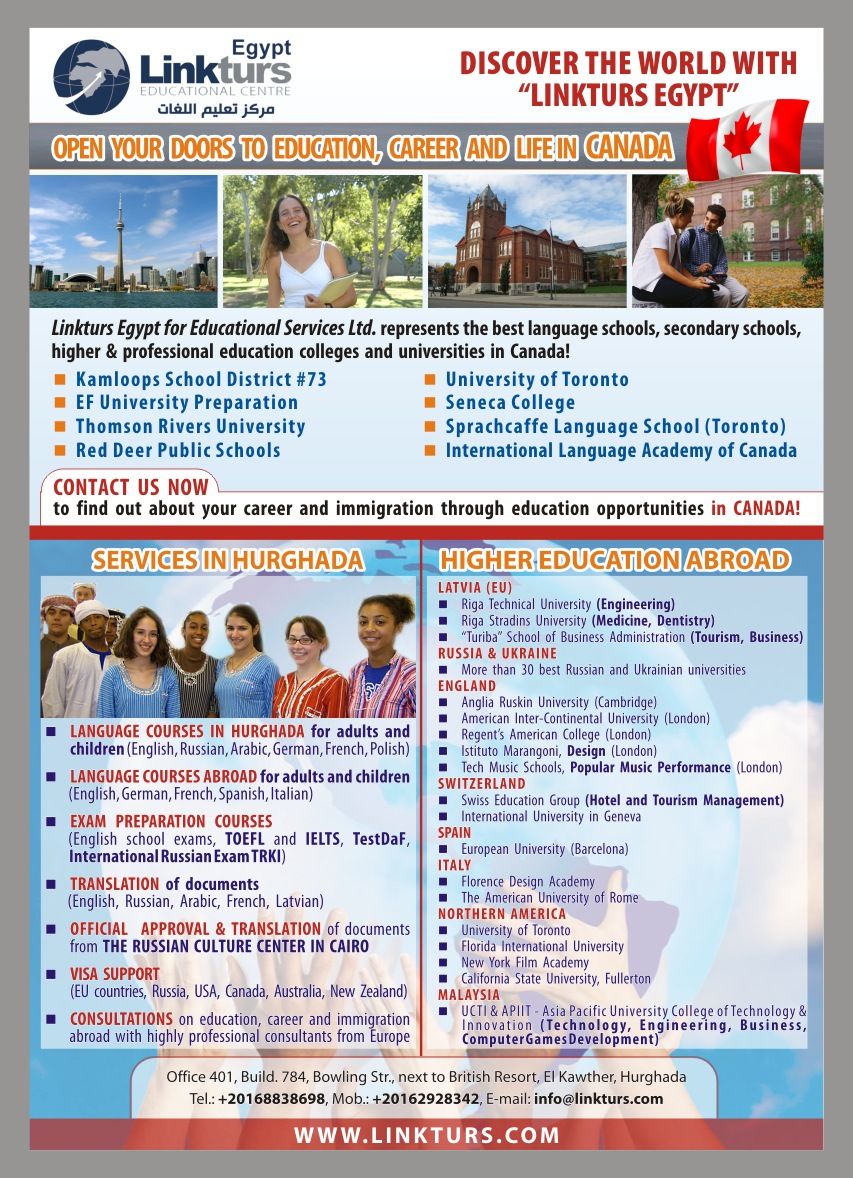 Egypt
Linkturs
EDUCATIONAL CENTRE
مركز تعليم اللغات
DISCOVER THE WORLD WITH
“LINKTURS EGYPT”
OPEN YOUR DOORS TO EDUCATION, CAREER AND LIFE IN CANADA
Linkturs Egypt for Educational Services Ltd. represents the best language schools, secondary schools,
higher & professional education colleges and universities in Canada!
■ Kamloops School District #73
■ EF University Preparation
■ Thomson Rivers University
■ Red Deer Public Schools
■ University of Toronto
■ Seneca College
■ Sprachcaffe Language School (Toronto)
■ International Language Academy of Canada
CONTACT US NOW
to find out about your career and immigration through education opportunities in CANADA!
SERVICES IN HURGHADA
■ LANGUAGE COURSES IN HURGHADA for adults and
children (English, Russian, Arabic, German, French, Polish)
■ LANGUAGE COURSES ABROAD for adults and children
(English, German, French, Spanish, Italian)
■ EXAM PREPARATION COURSES
(English school exams, TOEFL and IELTS, TestDaF,
International Russian Exam TRKI)
■ TRANSLATION of documents
(English, Russian, Arabic, French, Latvian)
■ OFFICIAL APPROVAL & TRANSLATION of documents
from THE RUSSIAN CULTURE CENTER IN CAIRO
■ VISA SUPPORT
(EU countries, Russia, USA, Canada, Australia, New Zealand)
■ CONSULTATIONS on education, career and immigration
abroad with highly professional consultants from Europe
HIGHER EDUCATION ABROAD
LATVIA (EU)
■ Riga Technical University (Engineering)
■ Riga Stradins University (Medicine, Dentistry)
■ “Turiba” School of Business Administration (Tourism, Business)
RUSSIA & UKRAINE
■ More than 30 best Russian and Ukrainian universities
ENGLAND
■ Anglia Ruskin University (Cambridge)
■ American Inter-Continental University (London)
■ Regent's American College (London)
■ Istituto Marangoni, Design (London)
■ Tech Music Schools, Popular Music Performance (London)
SWITZERLAND
■ Swiss Education Group (Hotel and Tourism Management)
■ International University in Geneva
SPAIN
■ European University (Barcelona)
ITALY
■ Florence Design Academy
■ The American University of Rome
NORTHERN AMERICA
■ University of Toronto
■ Florida International University
■ New York Film Academy
■ California State University, Fullerton
MALAYSIA
■ UCTI & APIIT - Asia Pacific University College of Technology &
Innovation (Technology, Engineering, Business,
Computer Games Development)
Office 401, Build. 784, Bowling Str., next to British Resort, El Kawther, Hurghada
Tel.: +20168838698, Mob.: +20162928342, E-mail: info@linkturs.com
WWW.LINKTURS.COM